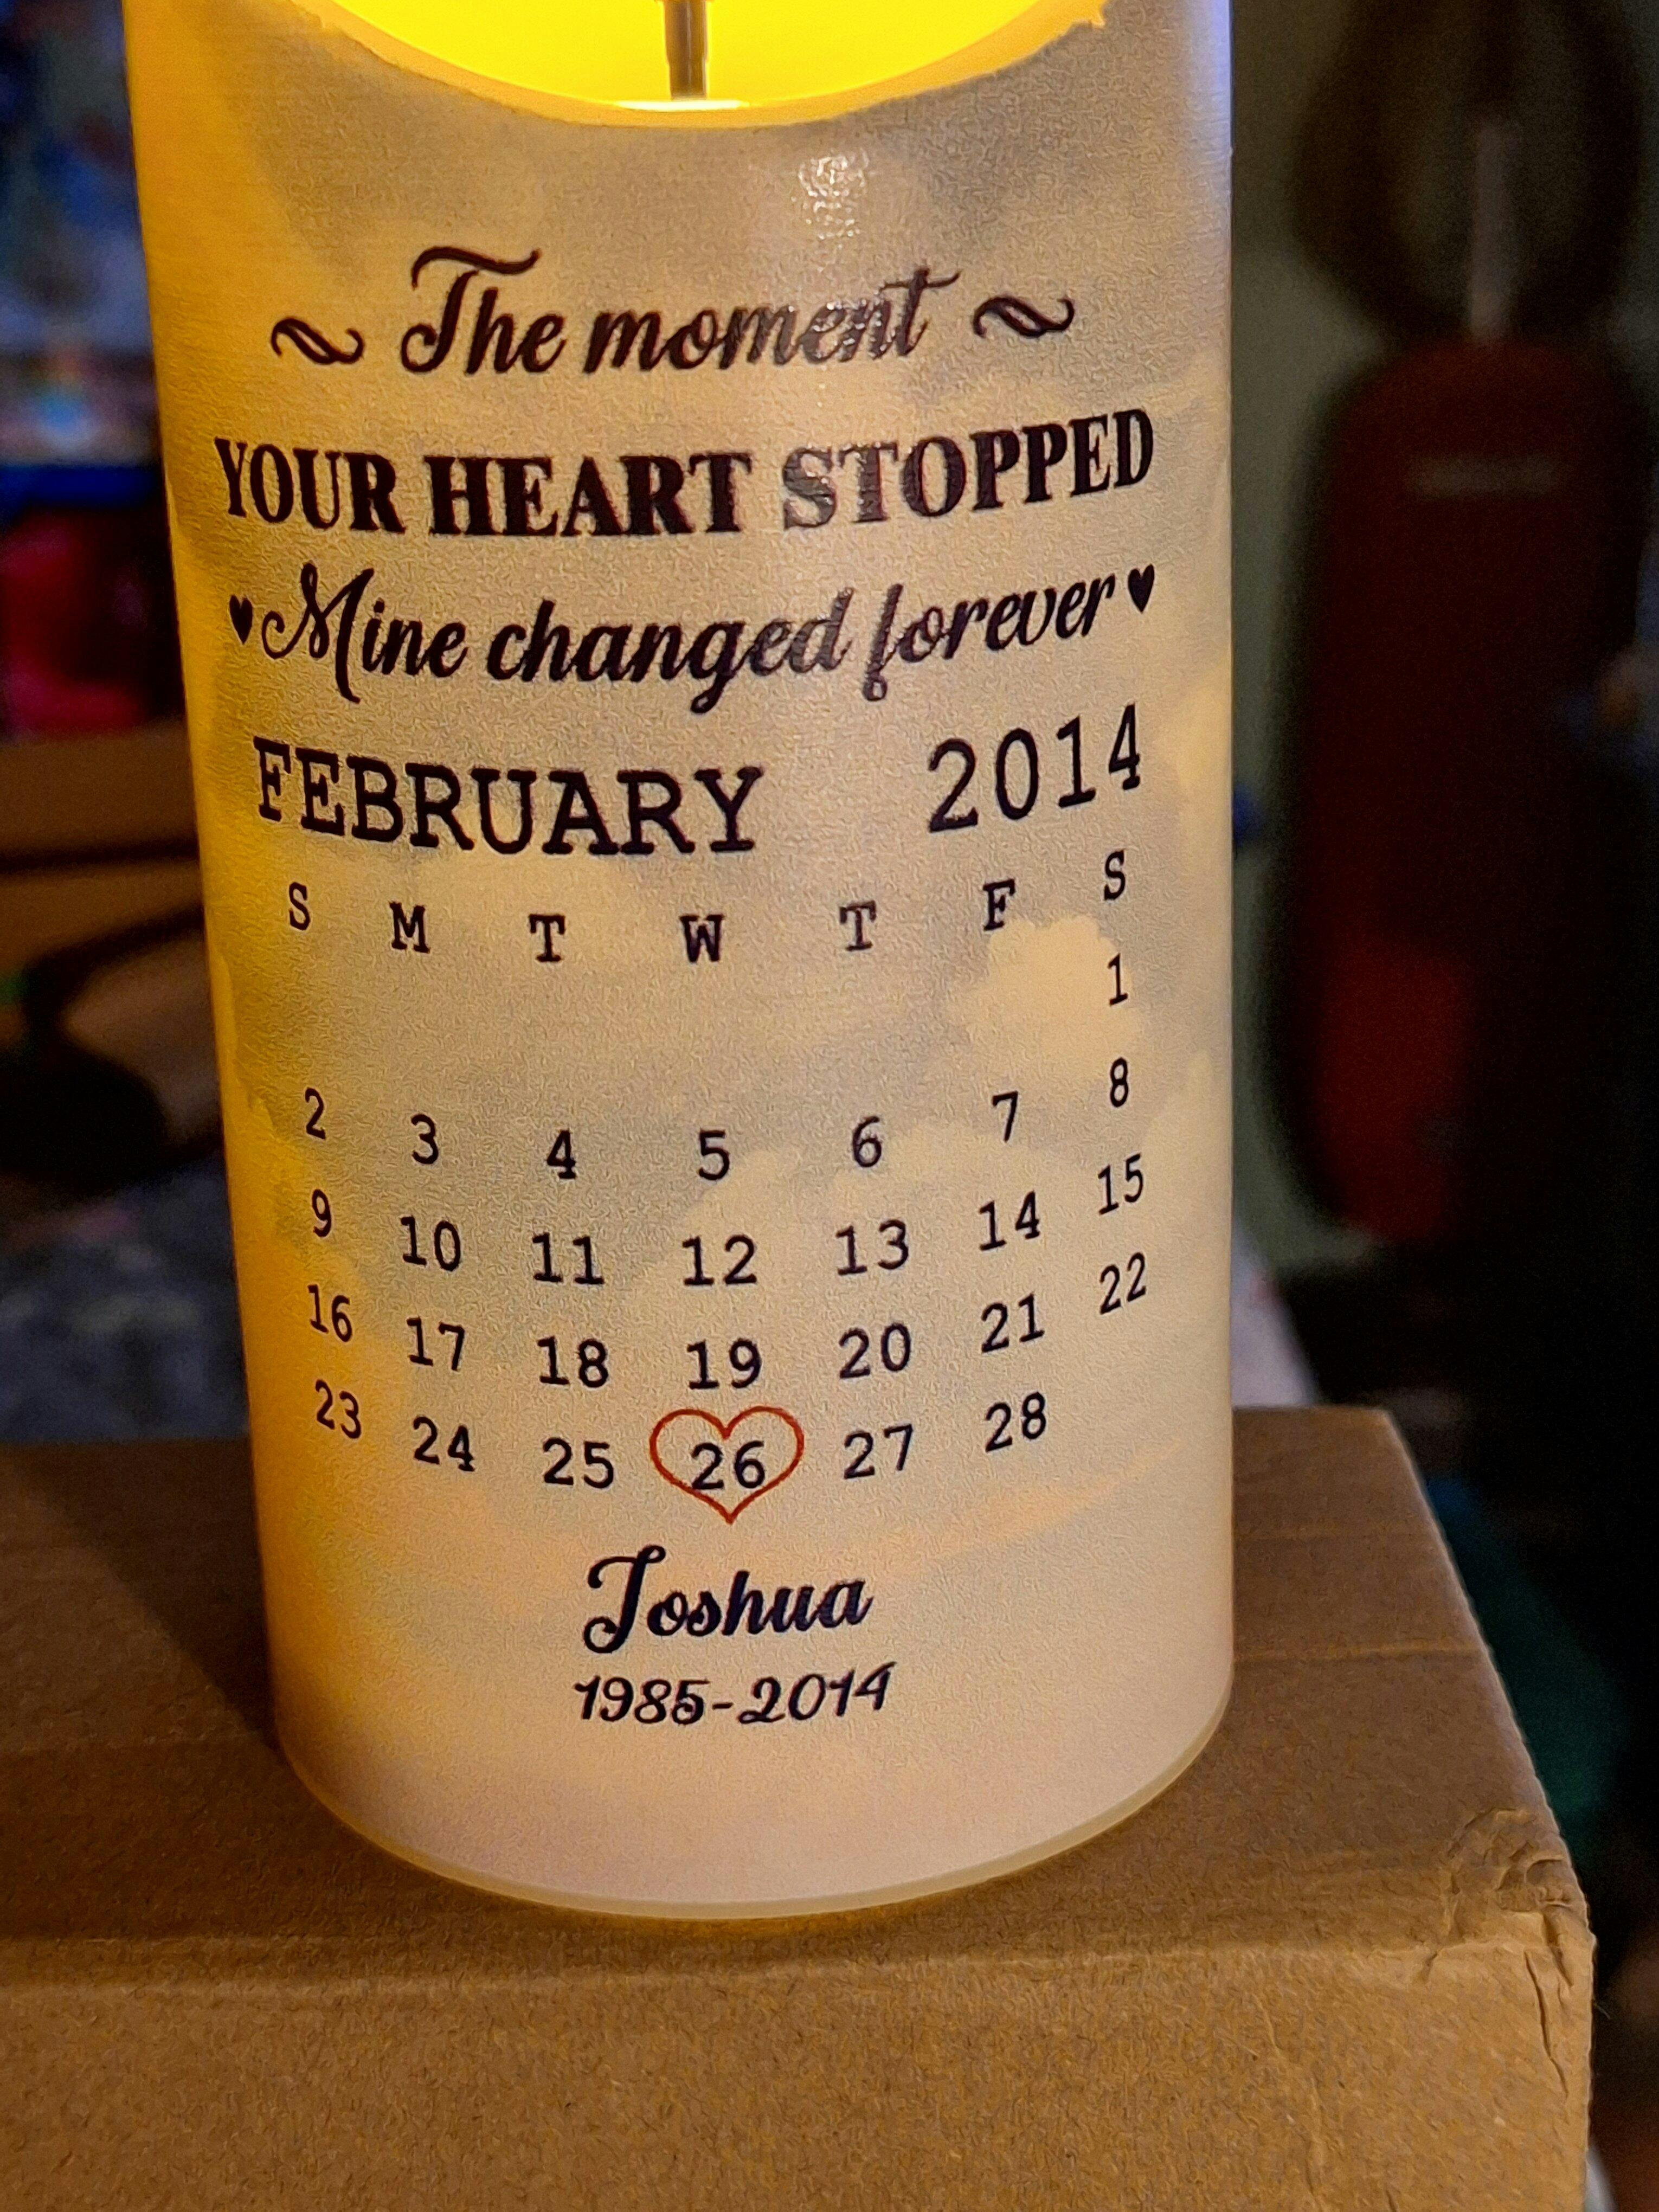 ~ The moment ~
YOUR HEART STOPPED
♥Mine changed forever♥
FEBRUARY 2014
S M T W T F S
1
2 3 4 5 6 7 8
9 10 11 12 13 14 15
16 17 18 19 20 21 22
23 24 25 26 27 28
Joshua
1985-2014